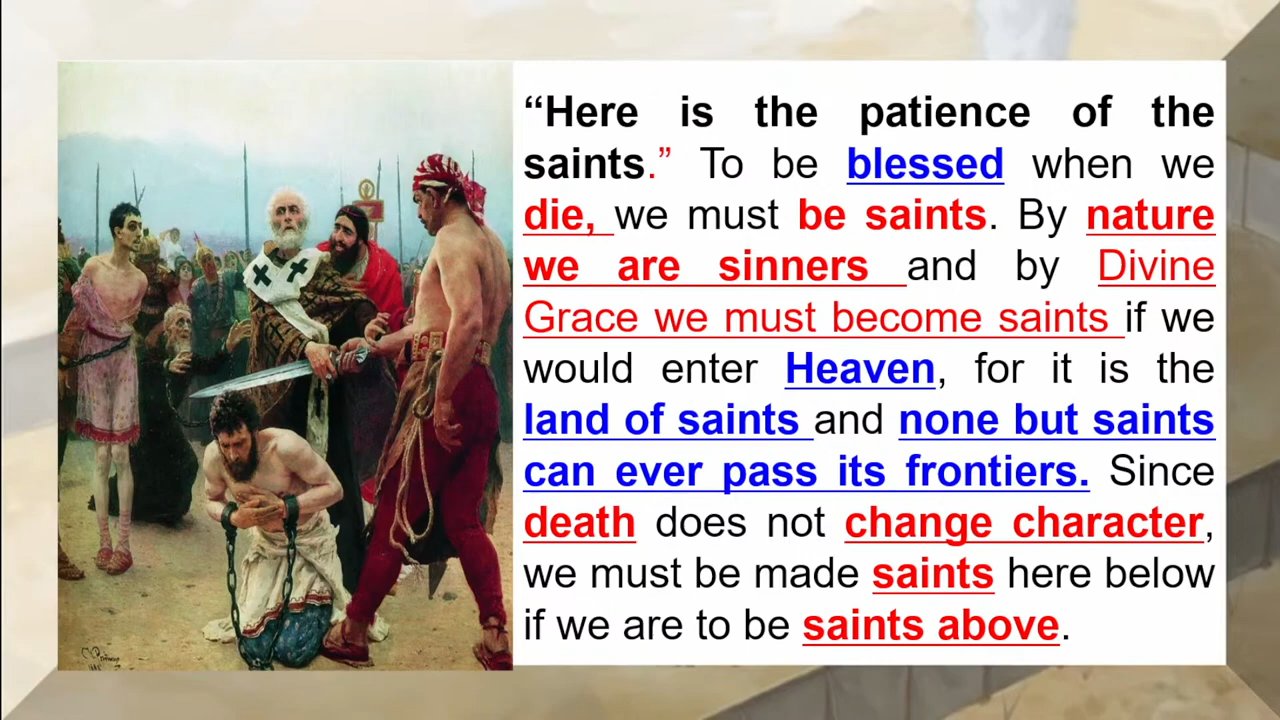 “Here is the patience of the
saints.” To be blessed when we
die, we must be saints. By nature
we are sinners and by Divine
Grace we must become saints if we
would enter Heaven, for it is the
land of saints and none but saints
can ever pass its frontiers. Since
death does not change character,
we must be made saints here below
if we are to be saints above.